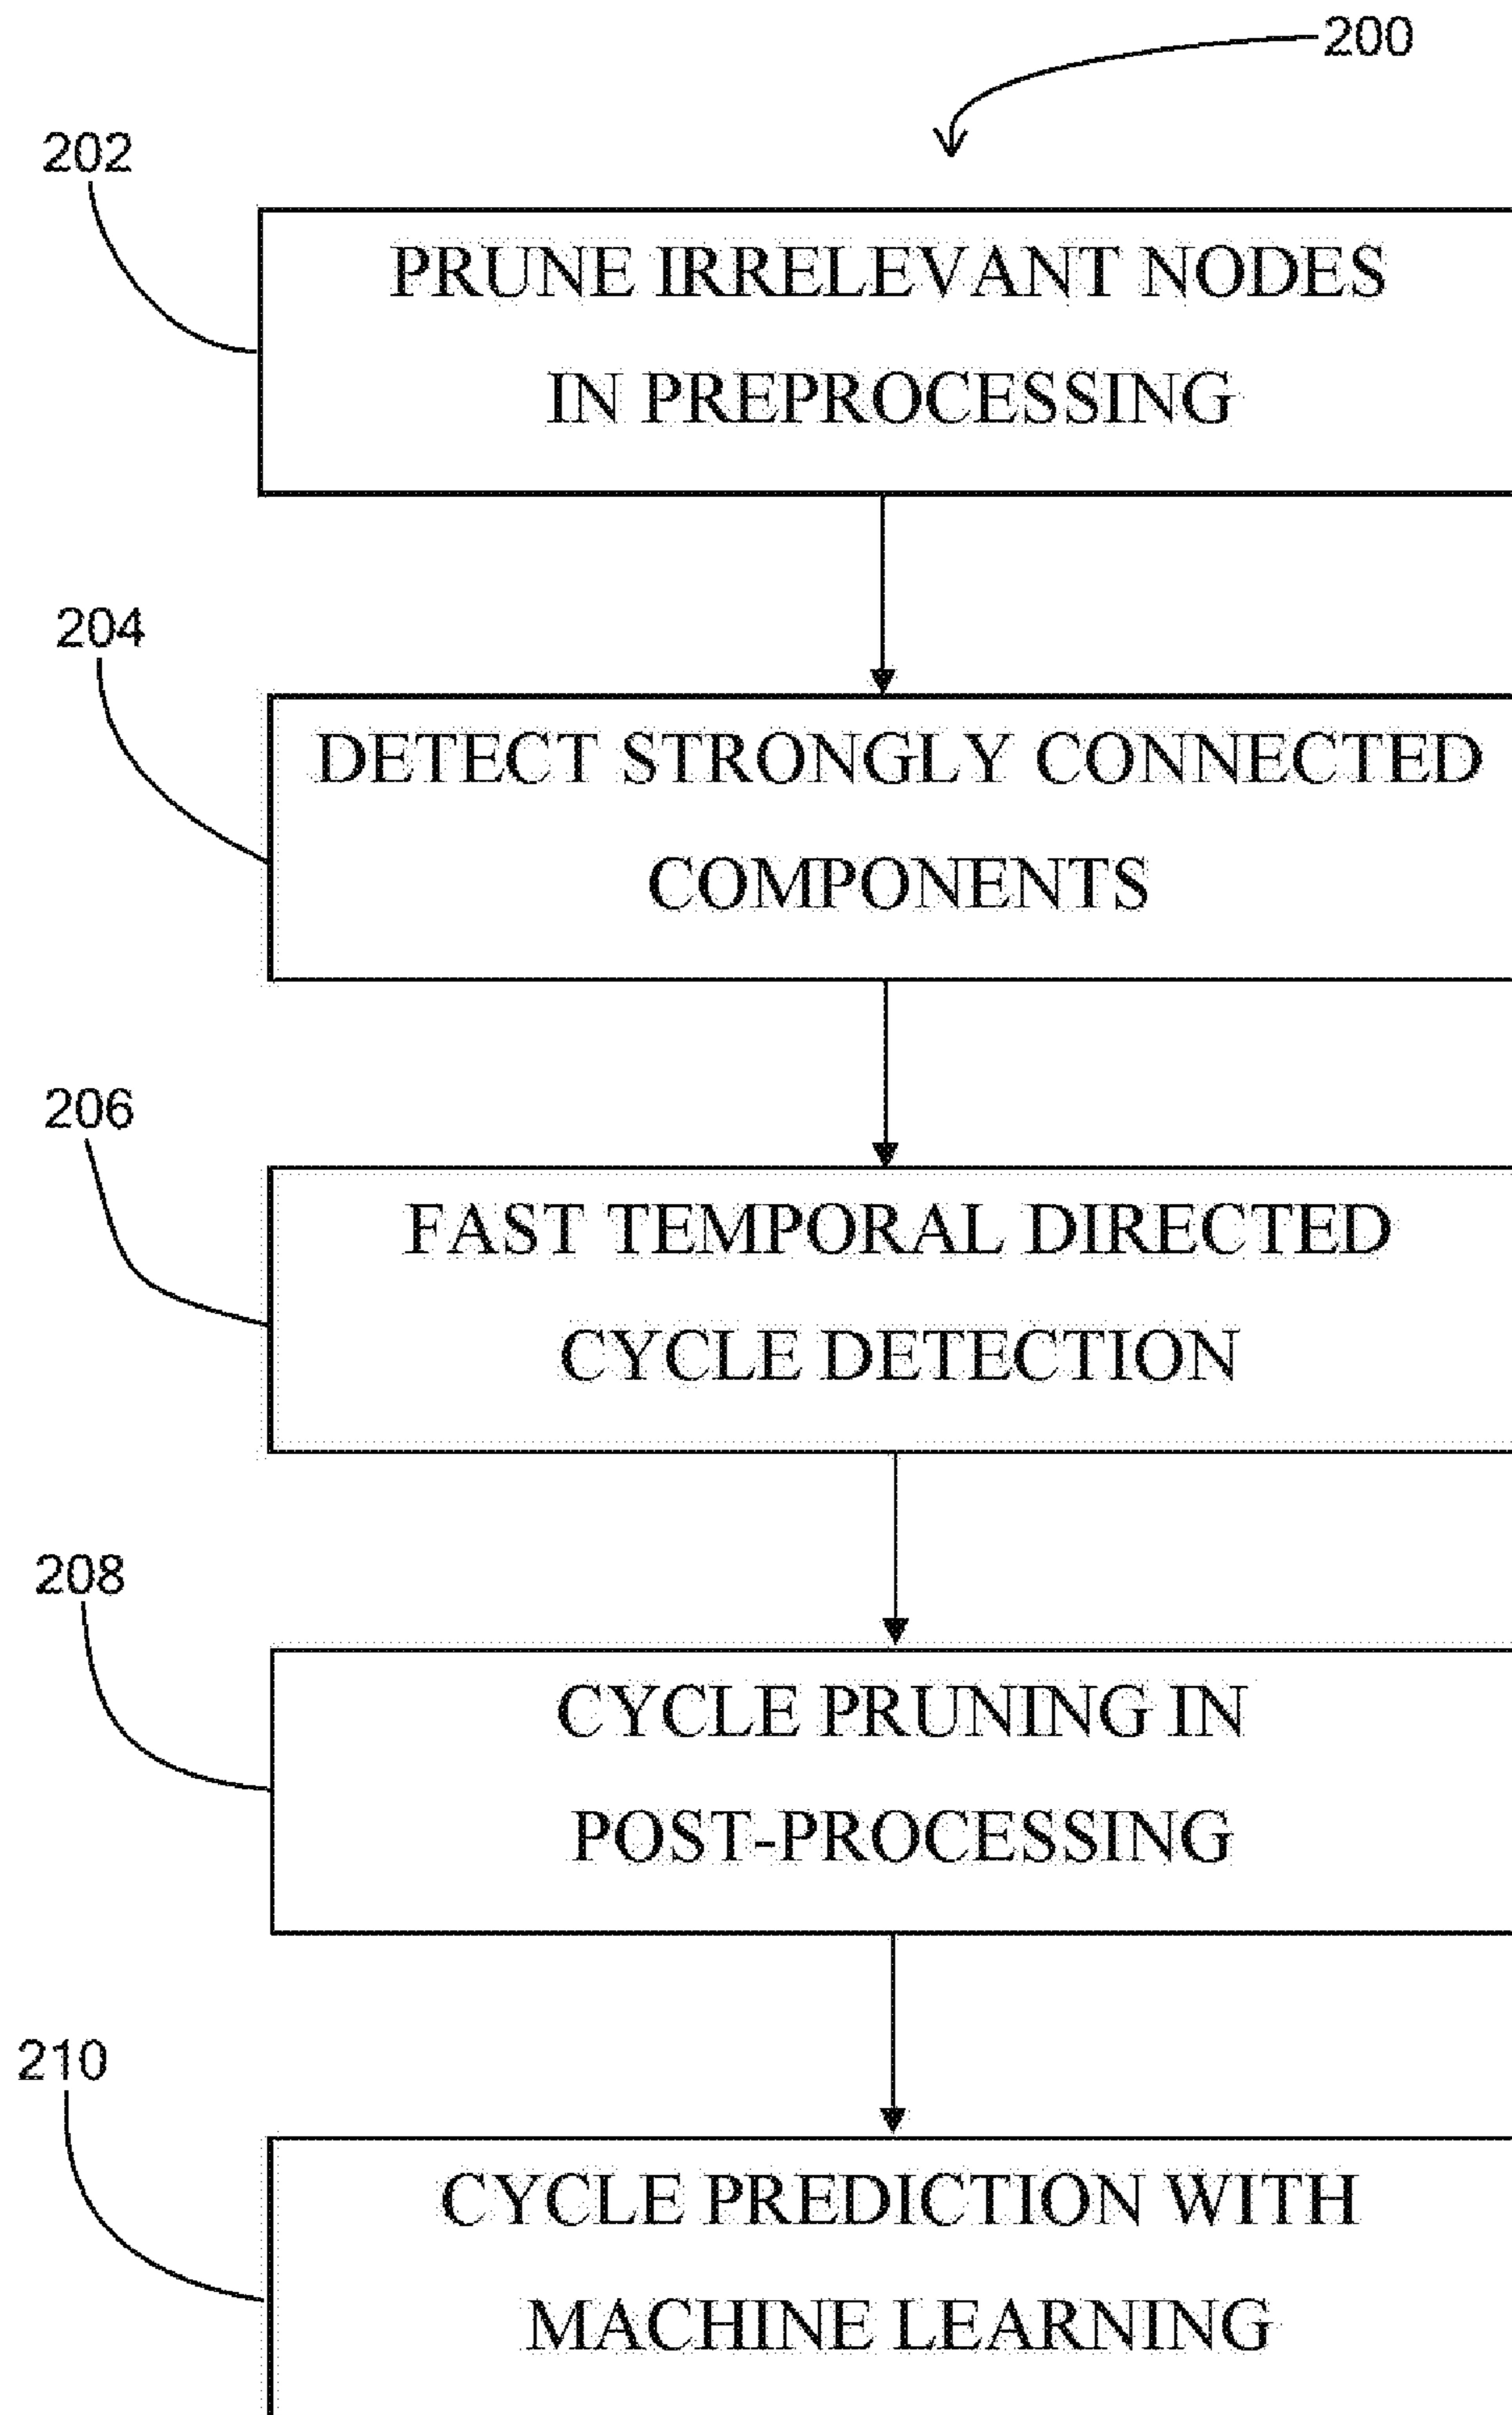 200
202
PRUNE IRRELEVANT NODES
IN PREPROCESSING
204
DETECT STRONGLY CONNECTED
COMPONENTS
206
FAST TEMPORAL DIRECTED
CYCLE DETECTION
208
CYCLE PRUNING IN
POST-PROCESSING
210
CYCLE PREDICTION WITH
MACHINE LEARNING